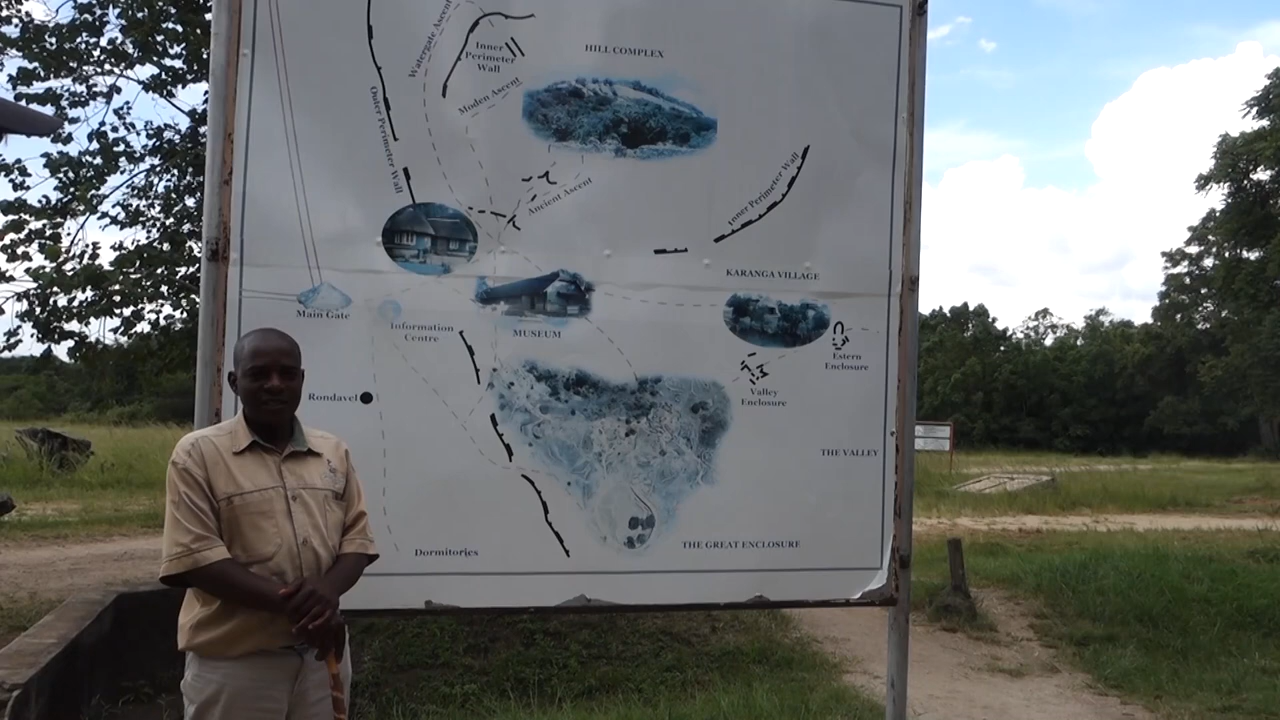 Watergate Ascent
Inner
Perimeter
Wall
HILL COMPLEX
Moden Ascent
Outer Perimeter Wall
Ancient Ascent
Inner Perimeter Wall
KARANGA VILLAGE
Main Gate
Information
Centre
MUSEUM
Estern
Enclosure
Rondavel
Valley
Enclosure
THE VALLEY
THE GREAT ENCLOSURE
Dormitories